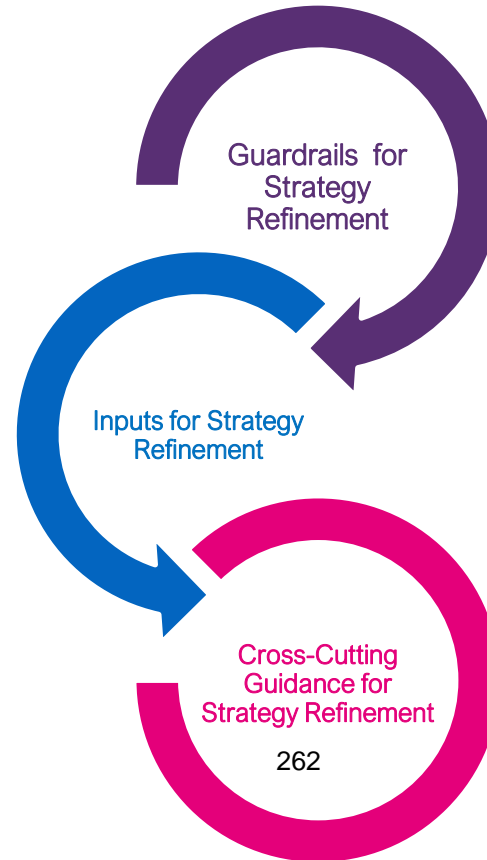 Guardrails for
Strategy
Refinement
Inputs for Strategy
Refinement
Cross-Cutting
Guidance for
Strategy Refinement
262